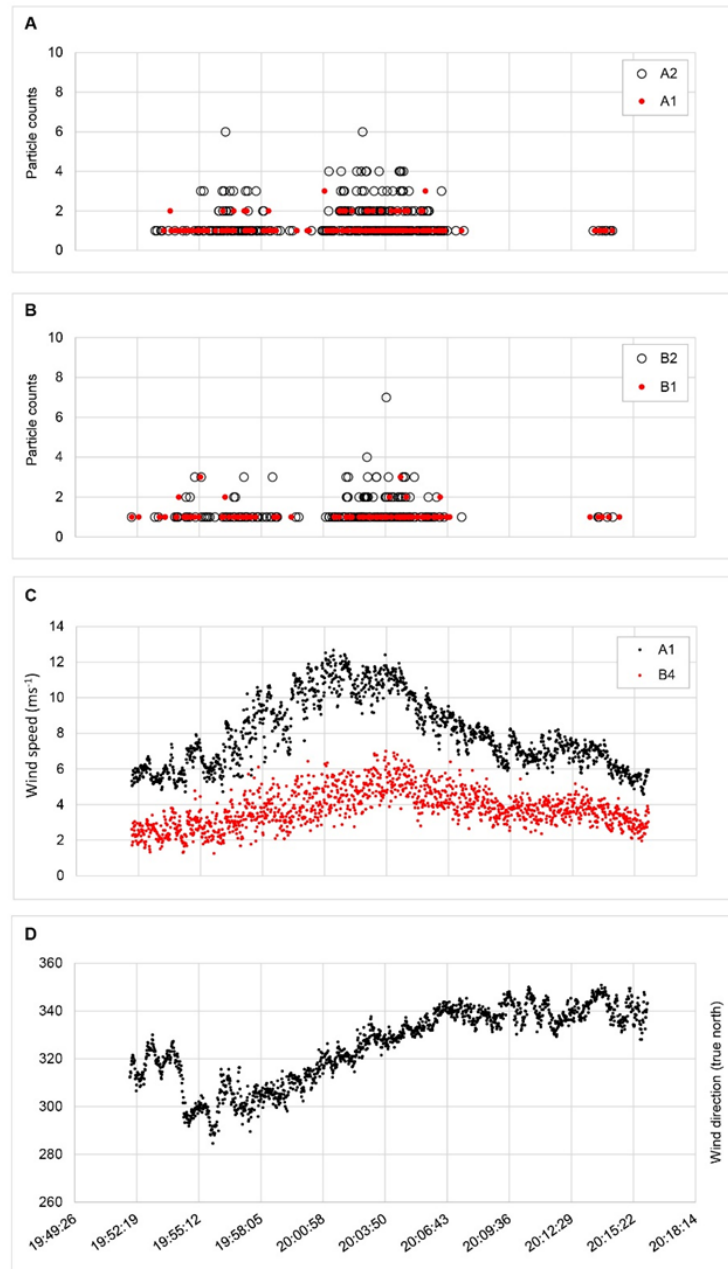 A
Particle counts
10
8
6
4
2
0
A2
A1
B
Particle counts
10
8
6
4
2
0
B2
B1
C
Wind speed (ms⁻¹)
14
12
10
8
6
4
2
0
A1
B4
D
360
340
320
300
280
260
Wind direction (true north)
19:49:26
19:52:19
19:55:12
19:58:05
20:00:58
20:03:50
20:06:43
20:09:36
20:12:29
20:15:22
20:18:14